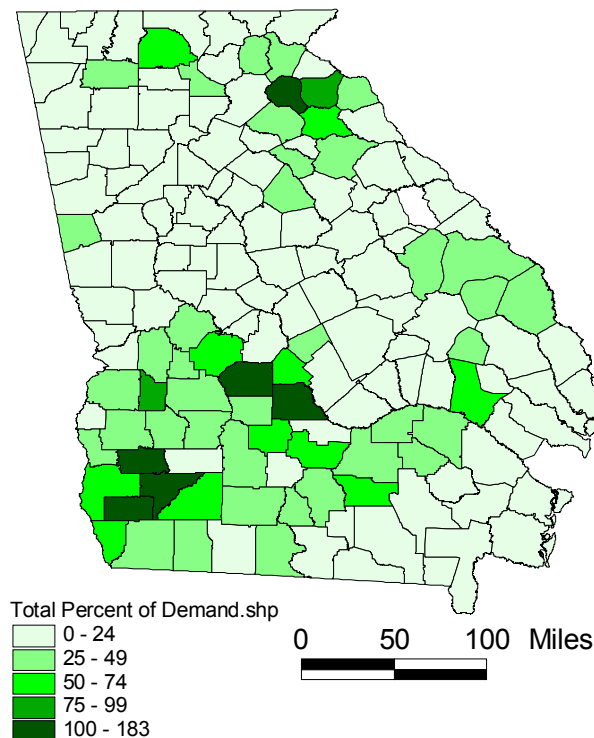 Total Percent of Demand.shp
0 - 24
25 - 49
50 - 74
75 - 99
100 - 183
0 50 100 Miles